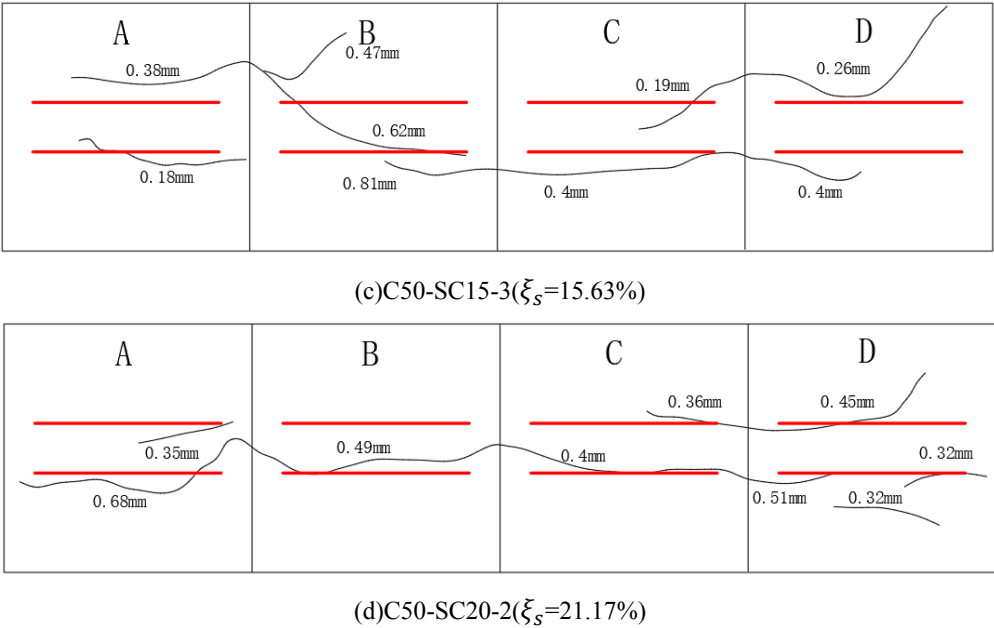 A B C D
0.47mm
0.38mm 0.26mm
0.19mm
0.62mm
0.18mm 0.81mm 0.4mm 0.4mm
(c)C50-SC15-3(ξₛ=15.63%)
A B C D
0.36mm 0.45mm
0.35mm 0.49mm 0.4mm 0.32mm
0.68mm 0.51mm 0.32mm
(d)C50-SC20-2(ξₛ=21.17%)